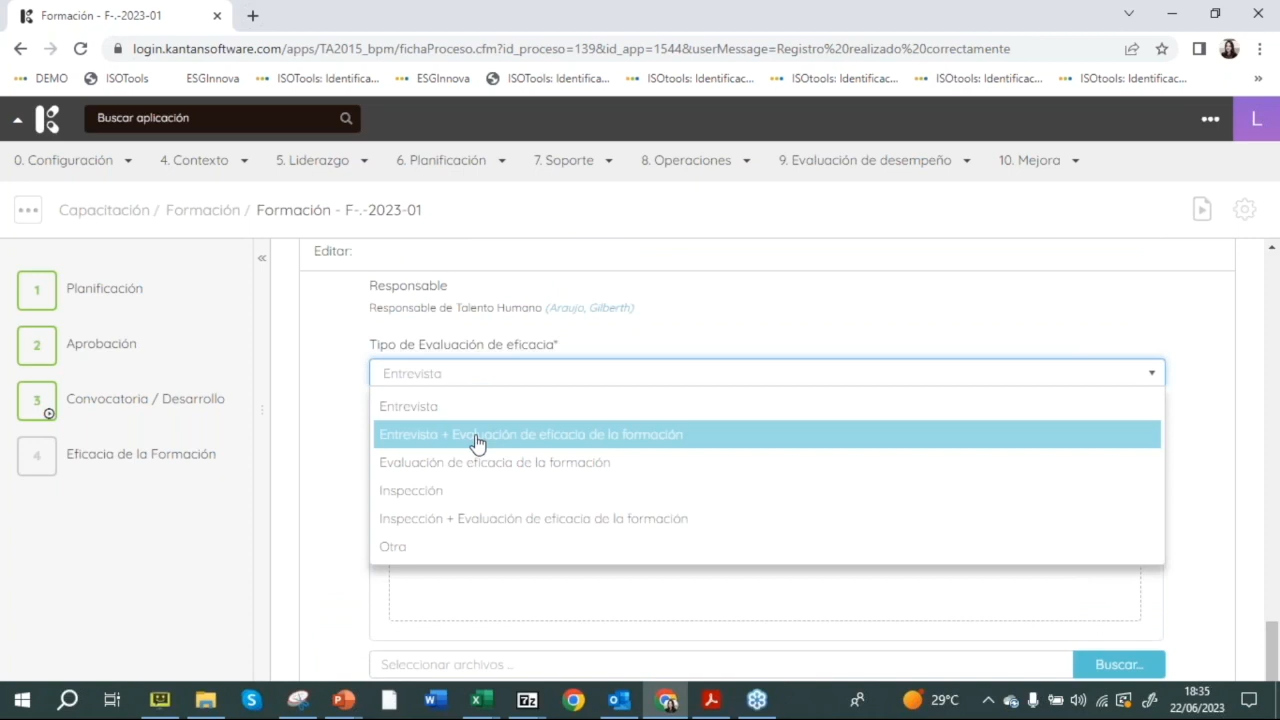 Formación - F-.-2023-01
login.kantansoftware.com/apps/TA2015_bpm/fichaProceso.cfm?id_proceso=139&id_app=1544&userMessage=Registro%20realizado%20correctamente
DEMO ISOTools ESGInnova ISOTools: Identifica... ESGInnova ISOTools: Identifica... ISOtools: Identificac... ISOtools: Identificac... ISOtools: Identificac... ISOtools: Identificac... »
Buscar aplicación
L
0. Configuración 4. Contexto 5. Liderazgo 6. Planificación 7. Soporte 8. Operaciones 9. Evaluación de desempeño 10. Mejora
Capacitación / Formación / Formación - F-.-2023-01
Editar:
1 Planificación
2 Aprobación
3 Convocatoria / Desarrollo
4 Eficacia de la Formación
Responsable
Responsable de Talento Humano (Araujo, Gilberth)
Tipo de Evaluación de eficacia*
Entrevista
Entrevista
Entrevista + Evaluación de eficacia de la formación
Evaluación de eficacia de la formación
Inspección
Inspección + Evaluación de eficacia de la formación
Otra
Seleccionar archivos ...
Buscar...
29°C
18:35
22/06/2023